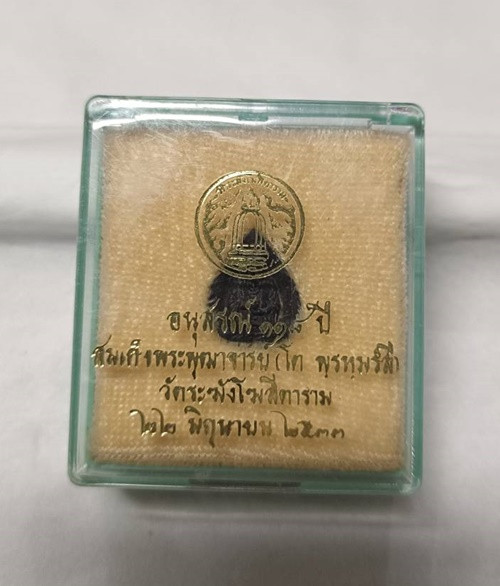 อนุสรณ์ ๑๑๘ ปี
สมเด็จพระพุฒาจารย์ (โต พฺรหฺมรํสี)
วัดระฆังโฆสิตาราม
๒๒ มิถุนายน ๒๕๓๓